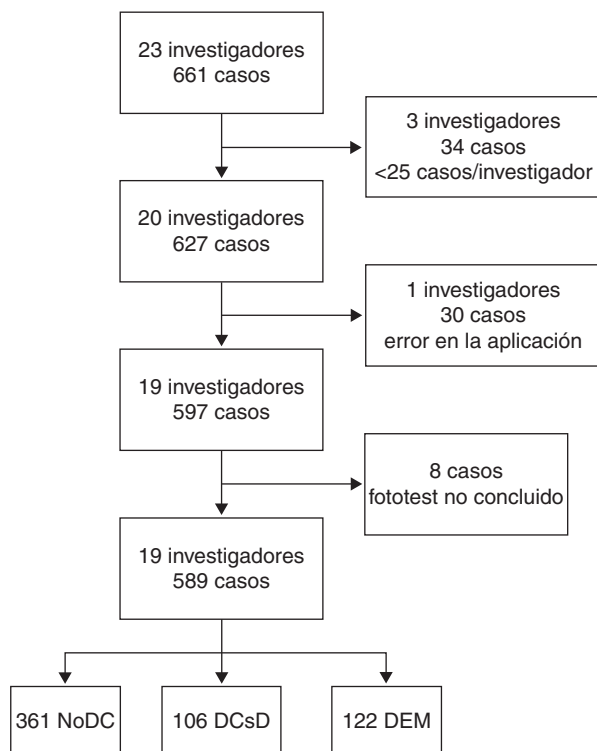 23 investigadores
661 casos
3 investigadores
34 casos
<25 casos/investigador
20 investigadores
627 casos
1 investigadores
30 casos
error en la aplicación
19 investigadores
597 casos
8 casos
fototest no concluido
19 investigadores
589 casos
361 NoDC
106 DCsD
122 DEM